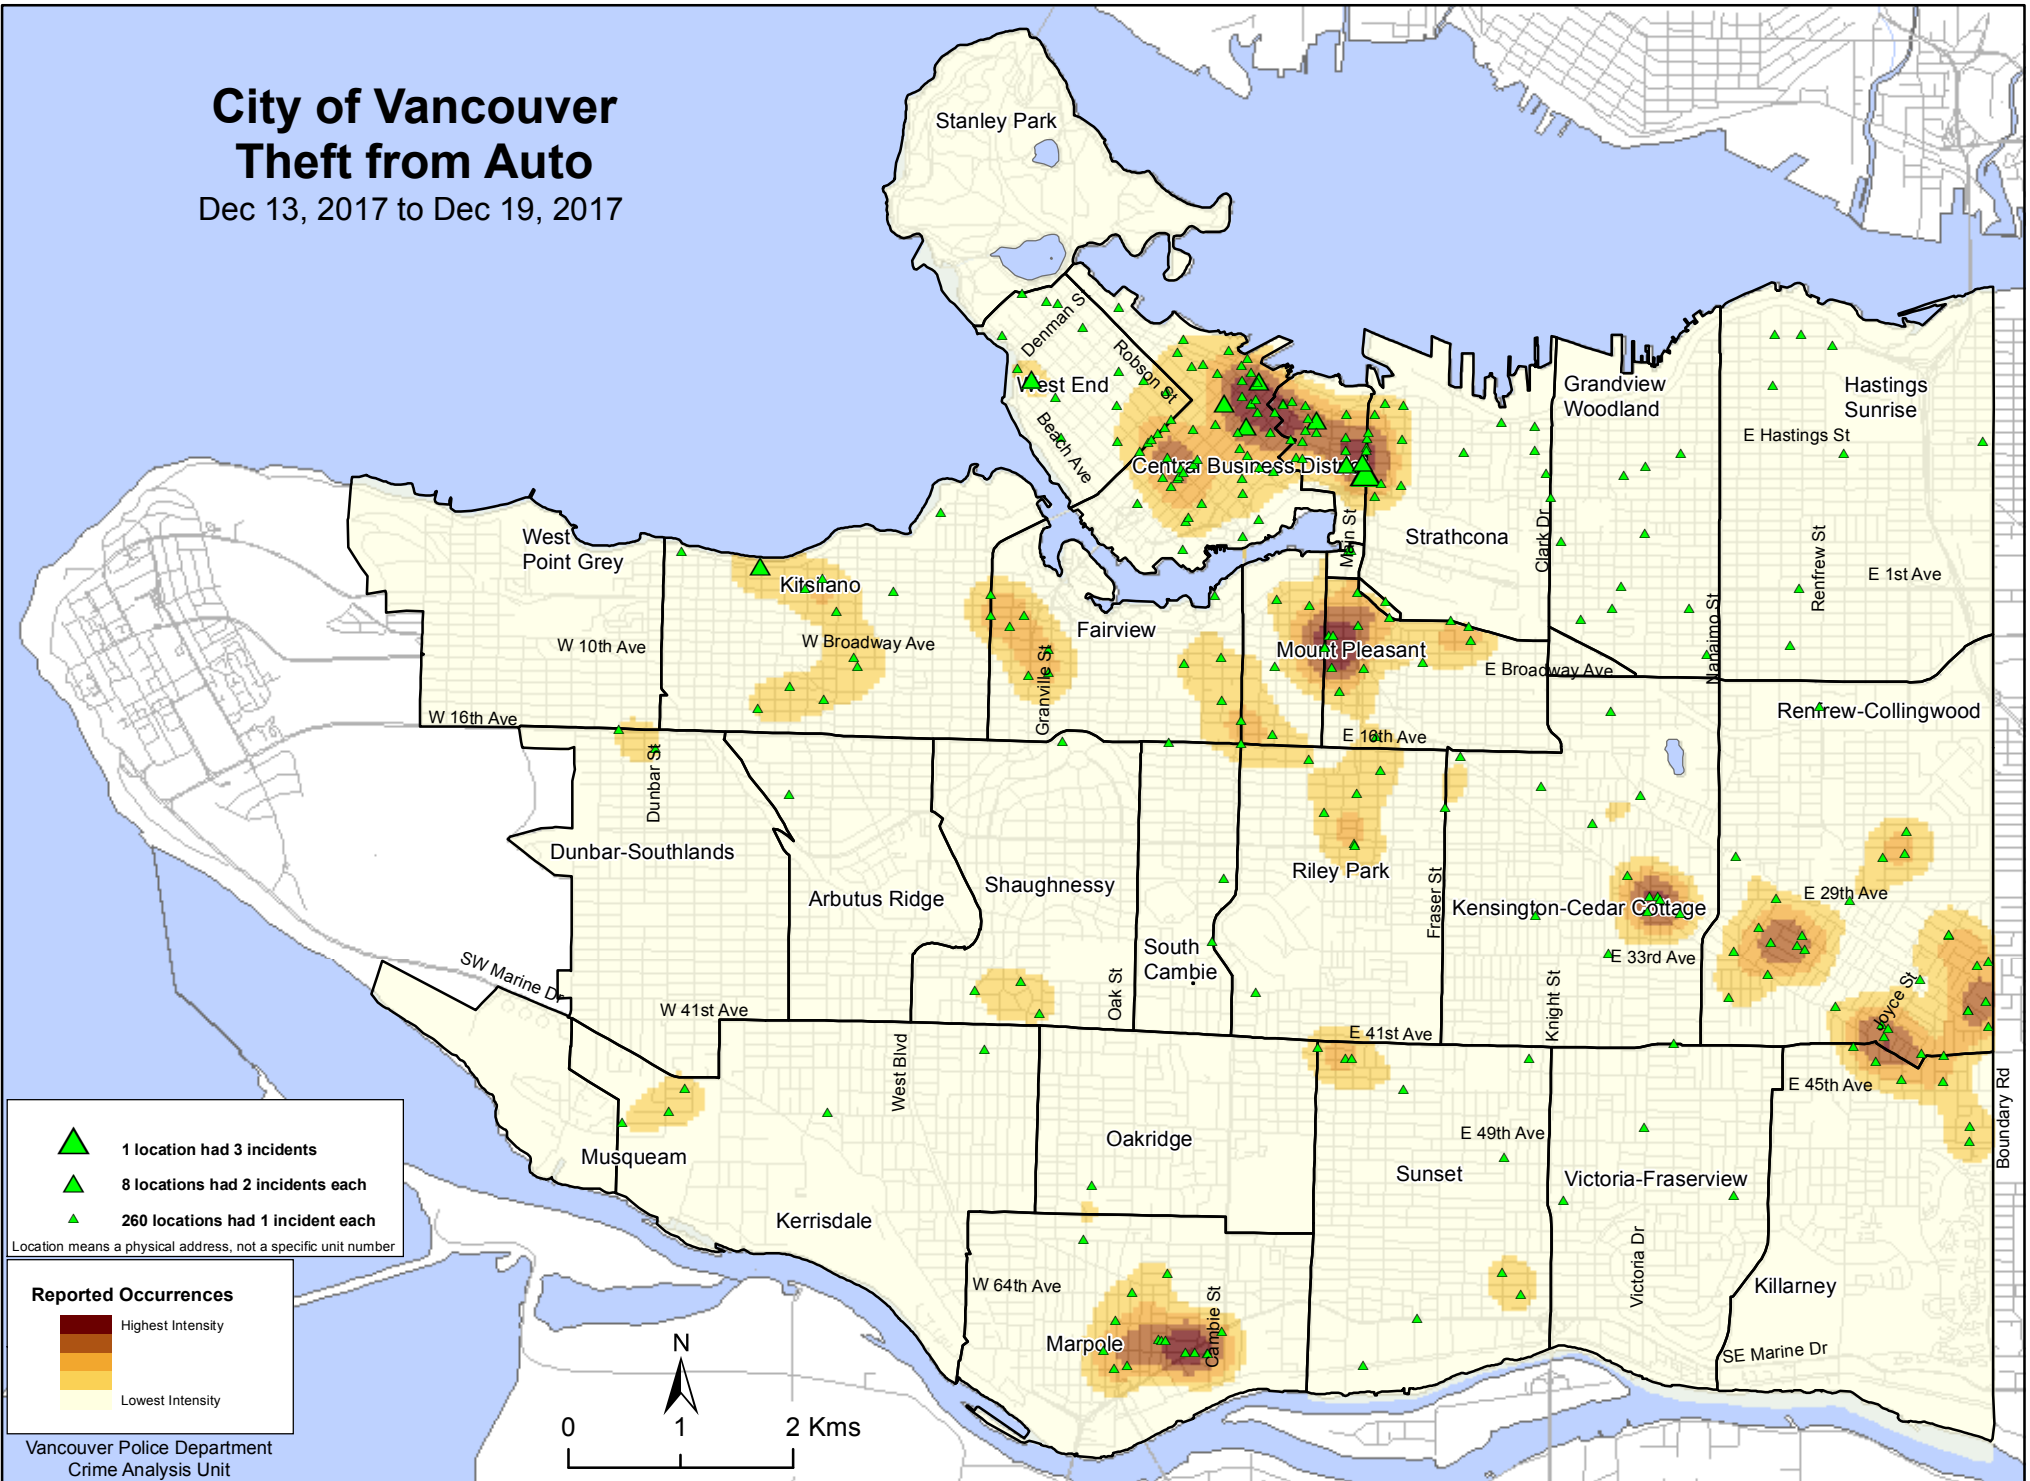 City of Vancouver
Theft from Auto
Dec 13, 2017 to Dec 19, 2017
Stanley Park
Denman S
Robson St
West End
Beach Ave
Central Business District
Grandview
Woodland
Hastings
Sunrise
E Hastings St
West
Point Grey
Kitsilano
W 10th Ave
W Broadway Ave
Fairview
Granville St
Mount Pleasant
Main St
Strathcona
Clark Dr
E Broadway Ave
Nanaimo St
Renfrew St
E 1st Ave
W 16th Ave
E 16th Ave
Renfrew-Collingwood
Dunbar St
Dunbar-Southlands
Arbutus Ridge
Shaughnessy
South
Cambie
Oak St
Riley Park
Fraser St
Kensington-Cedar Cottage
E 29th Ave
E 33rd Ave
Knight St
Joyce St
SW Marine Dr
W 41st Ave
E 41st Ave
West Blvd
E 45th Ave
Boundary Rd
Musqueam
Oakridge
E 49th Ave
Sunset
Victoria-Fraserview
Kerrisdale
Victoria Dr
Killarney
W 64th Ave
Marpole
Cambie St
SE Marine Dr
1 location had 3 incidents
8 locations had 2 incidents each
260 locations had 1 incident each
Location means a physical address, not a specific unit number
Reported Occurrences
Highest Intensity
Lowest Intensity
Vancouver Police Department
Crime Analysis Unit
N
0 1 2 Kms